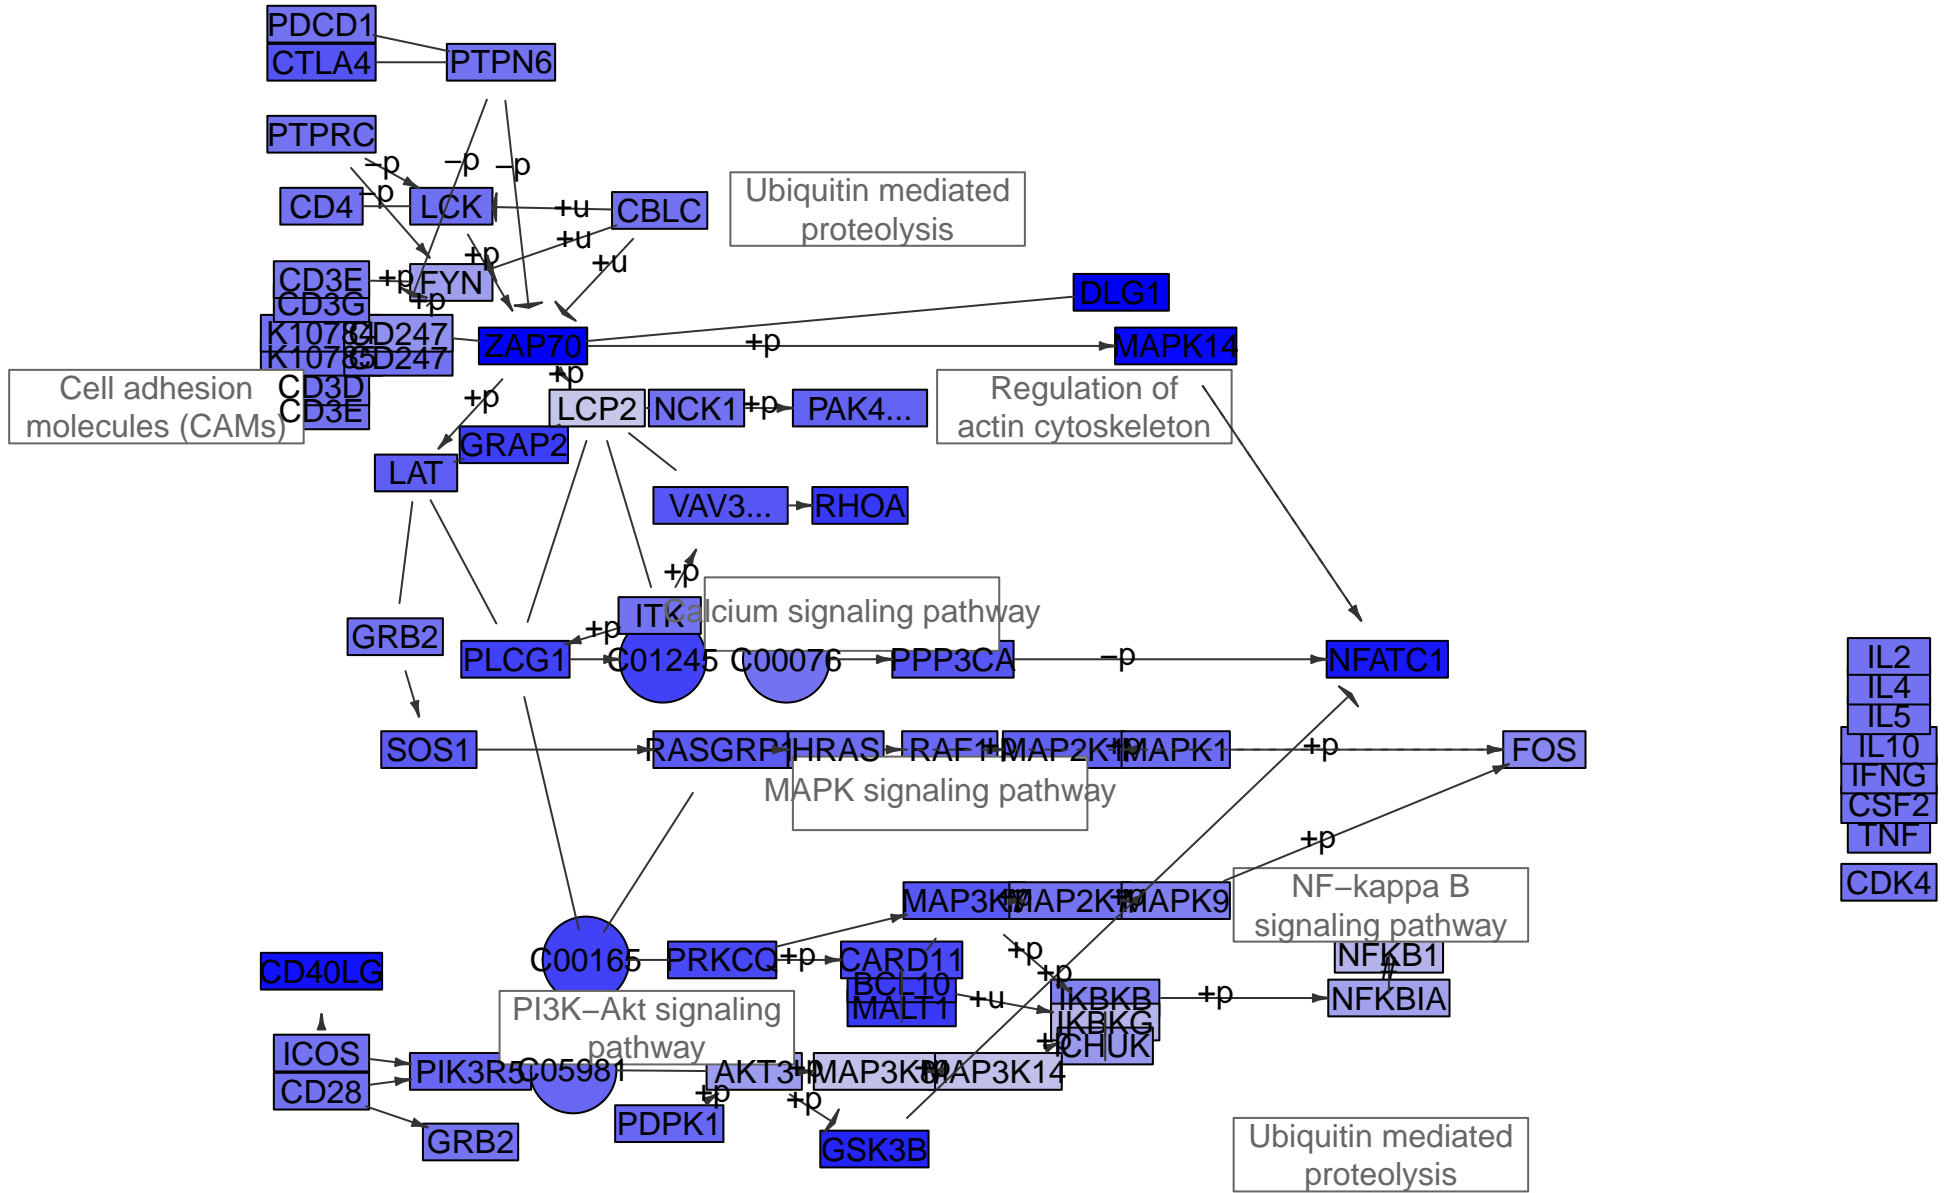 PDCD1
CTLA4
PTPN6
PTPRC
–p
–p
–p
–p
CD4
LCK
+u
CBLC
Ubiquitin mediated
proteolysis
+u
+p
+u
CD3E
+p
FYN
+p
CD3G
DLG1
K10784
CD247
ZAP70
+p
MAPK14
K10785
CD247
+p
CD3D
CD3E
Cell adhesion
molecules (CAMs)
+p
LCP2
NCK1
+p
PAK4...
Regulation of
actin cytoskeleton
GRAP2
LAT
VAV3...
RHOA
+p
ITK
Calcium signaling pathway
GRB2
+p
PLCG1
C01245
C00076
PPP3CA
–p
NFATC1
IL2
IL4
IL5
IL10
IFNG
CSF2
TNF
CDK4
SOS1
RASGRP1
HRAS
RAF1
+p
+p
MAPK1
+p
FOS
MAPK signaling pathway
+p
+p
+p
MAPK9
NF–kappa B
signaling pathway
C00165
PRKCQ
+p
CARD11
+p
+p
NFKB1
CD40LG
BCL10
MALT1
+u
IKBKB
+p
NFKBIA
IKBKG
+p
CHUK
PI3K–Akt signaling
pathway
ICOS
CD28
PIK3R5
C05981
AKT3
+p
+p
MAP3K14
+p
+p
PDPK1
GRB2
GSK3B
Ubiquitin mediated
proteolysis